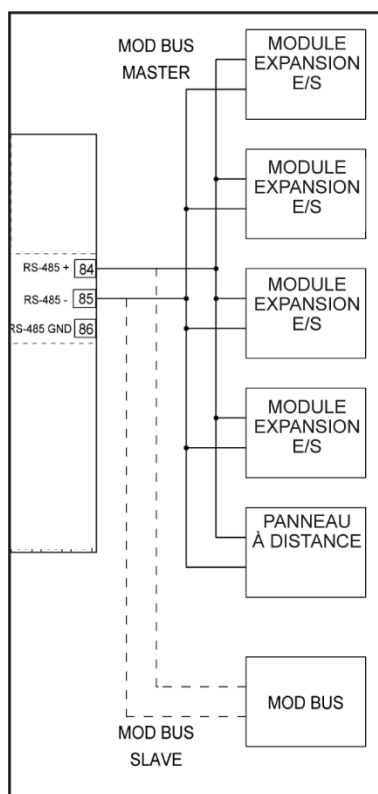 MOD BUS
MASTER
MODULE
EXPANSION
E/S
MODULE
EXPANSION
E/S
RS-485 + 84
RS-485 - 85
RS-485 GND 86
MODULE
EXPANSION
E/S
MODULE
EXPANSION
E/S
PANNEAU
À DISTANCE
MOD BUS
MOD BUS
SLAVE